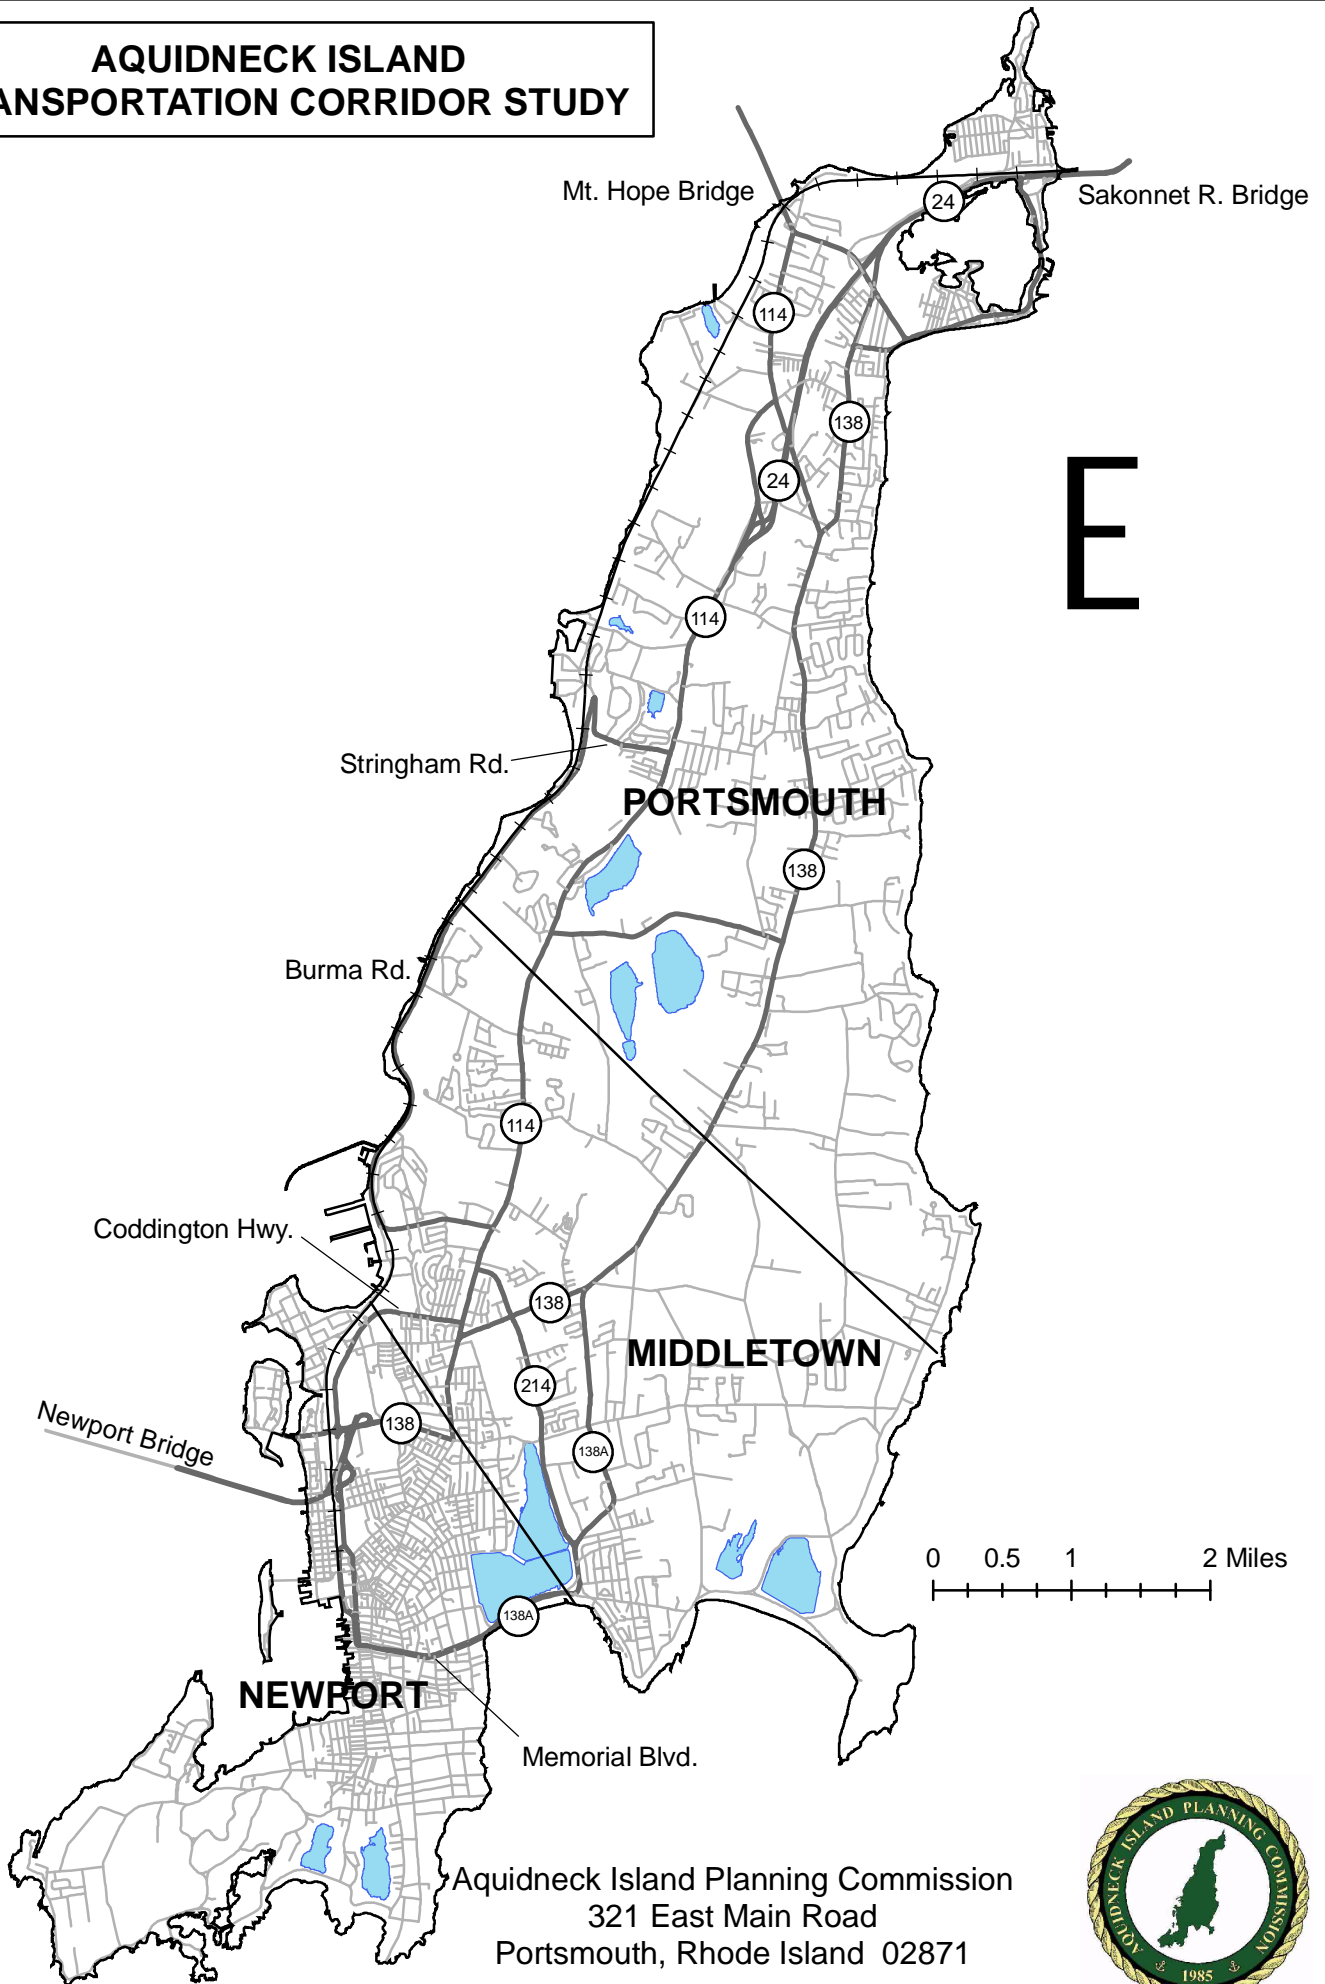 AQUIDNECK ISLAND
ANSPORTATION CORRIDOR STUDY
Mt. Hope Bridge
24
Sakonnet R. Bridge
114
138
24
E
114
Stringham Rd.
PORTSMOUTH
138
Burma Rd.
114
Coddington Hwy.
138
MIDDLETOWN
214
Newport Bridge
138
138A
0 0.5 1 2 Miles
138A
NEWPORT
Memorial Blvd.
Aquidneck Island Planning Commission
321 East Main Road
Portsmouth, Rhode Island 02871
AQUIDNECK ISLAND PLANNING COMMISSION
1985